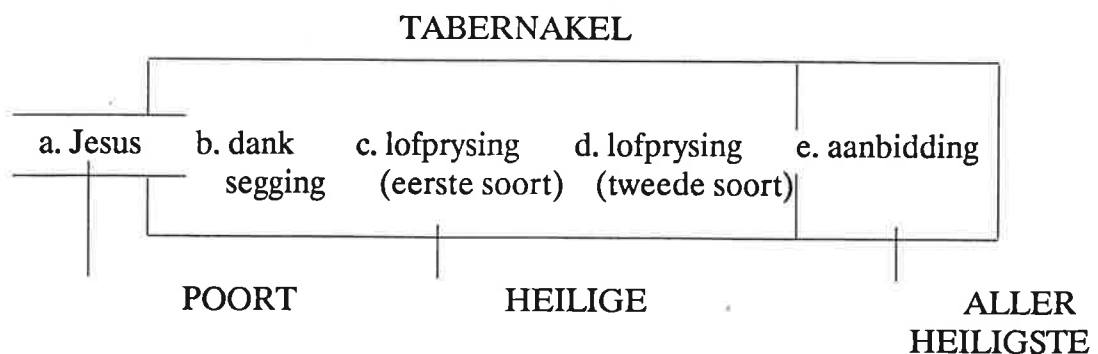 TABERNAKEL
a. Jesus b. dank c. lofprysing d. lofprysing e. aanbidding
segging (eerste soort) (tweede soort)
POORT HEILIGE ALLER
HEILIGSTE